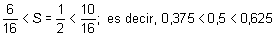 6/16 < S = 1/2 < 10/16; es decir, 0,375 < 0,5 < 0,625